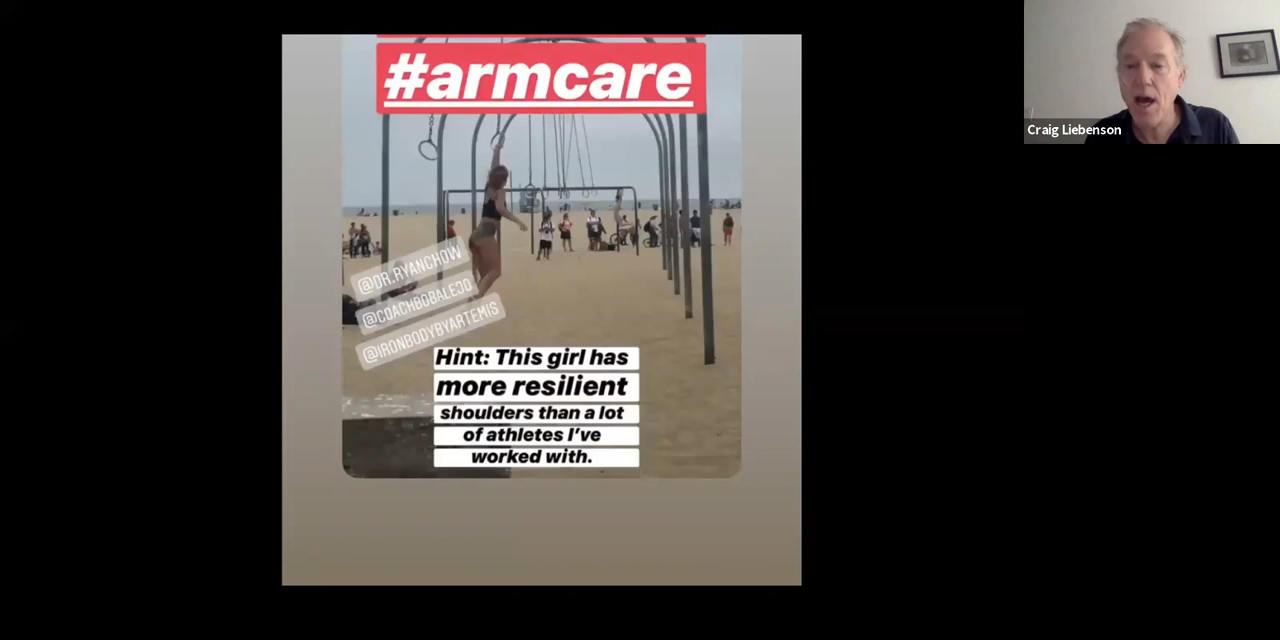 #armcare
Craig Liebenson
@DR.RYANCHOW
@COACHBOBALEJO
@IRONBODYBYARTEMIS
Hint: This girl has
more resilient
shoulders than a lot
of athletes I've
worked with.